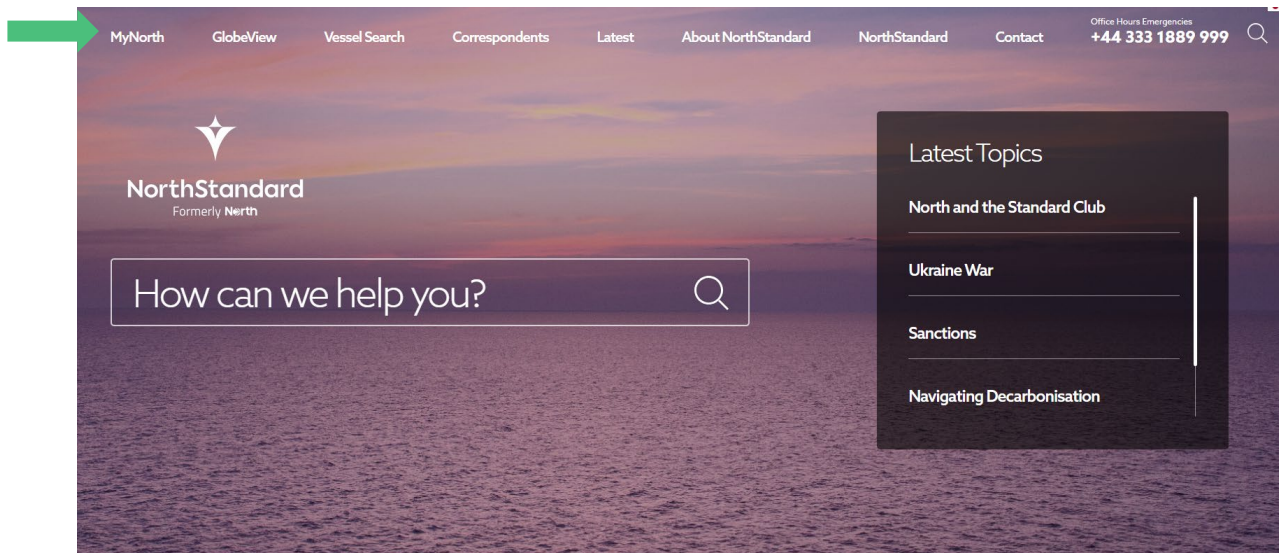 MyNorth GlobeView Vessel Search Correspondents Latest About NorthStandard NorthStandard Contact
Office Hours Emergencies
+44 333 1889 999
NorthStandard
Formerly North
How can we help you?
Latest Topics
North and the Standard Club
Ukraine War
Sanctions
Navigating Decarbonisation